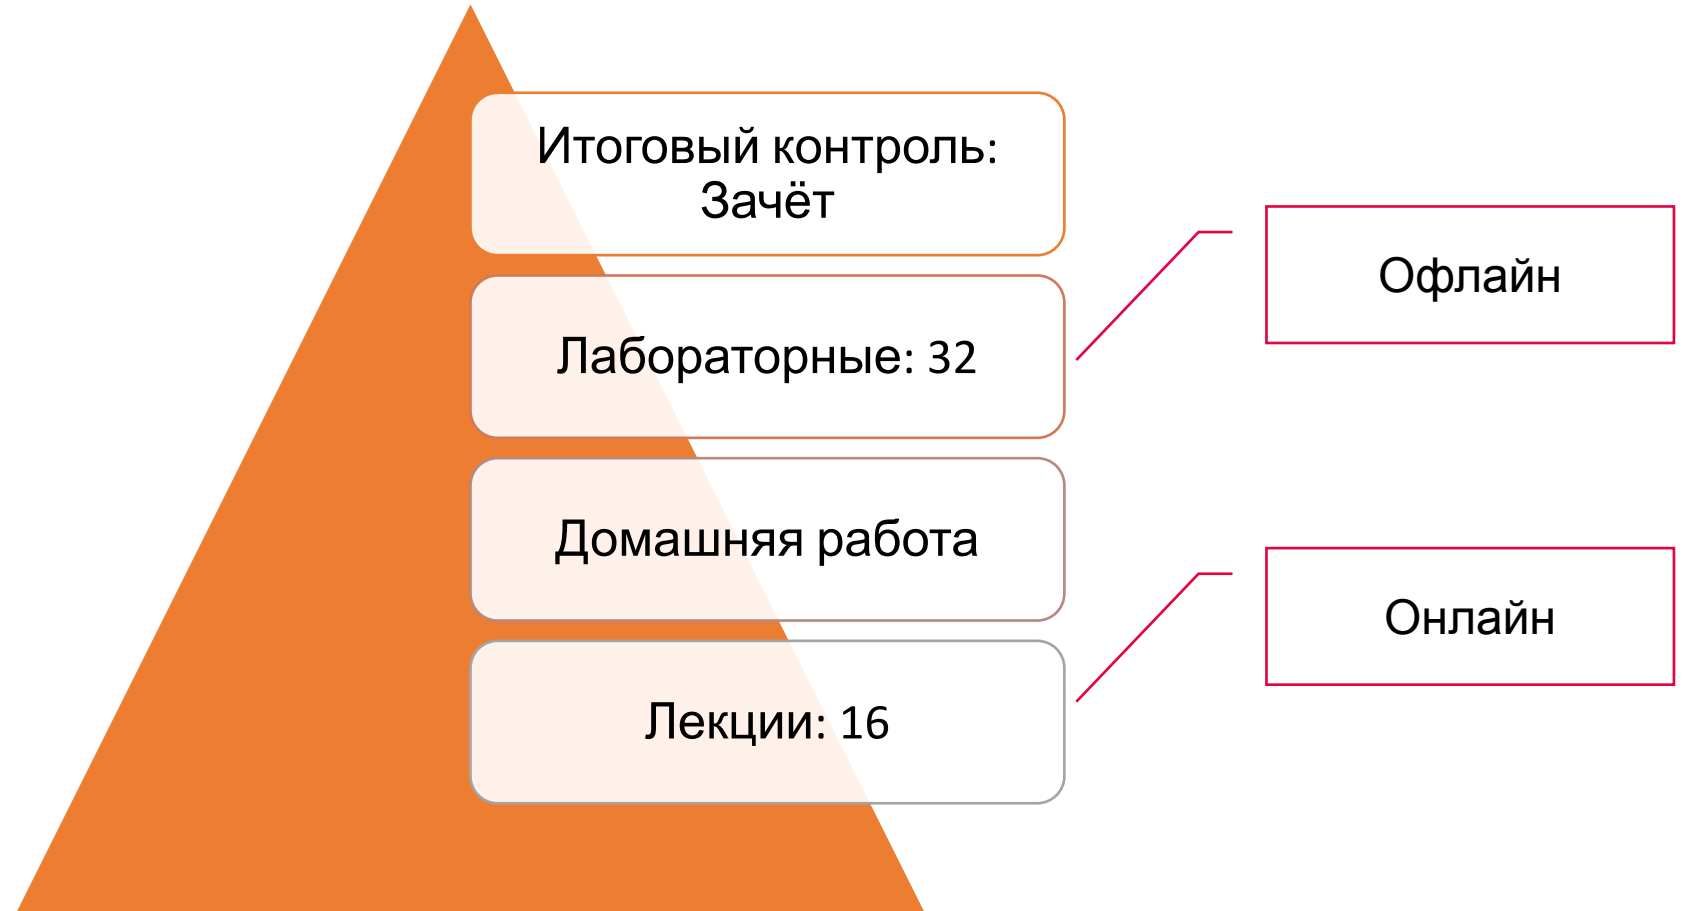 Итоговый контроль:
Зачёт
Лабораторные: 32
Офлайн
Домашняя работа
Лекции: 16
Онлайн